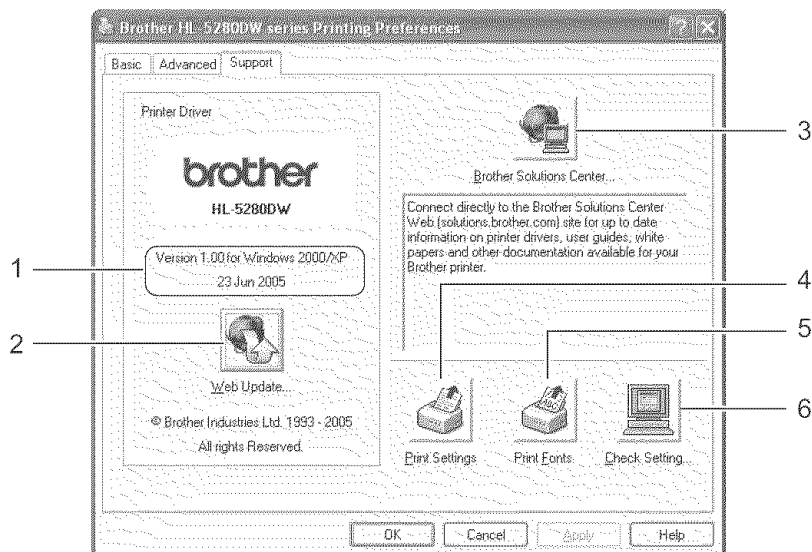 Brother HL-5280DW series Printing Preferences
Basic Advanced Support
Printer Driver
brother
HL-5280DW
Version 1.00 for Windows 2000/XP
23 Jun 2005
Web Update...
© Brother Industries Ltd. 1993 - 2005
All rights Reserved.
Brother Solutions Center...
Connect directly to the Brother Solutions Center
Web (solutions.brother.com) site for up to date
information on printer drivers, user guides, white
papers and other documentation available for your
Brother printer.
Print Settings
Print Fonts
Check Setting...
OK
Cancel
Apply
Help
1
2
3
4
5
6